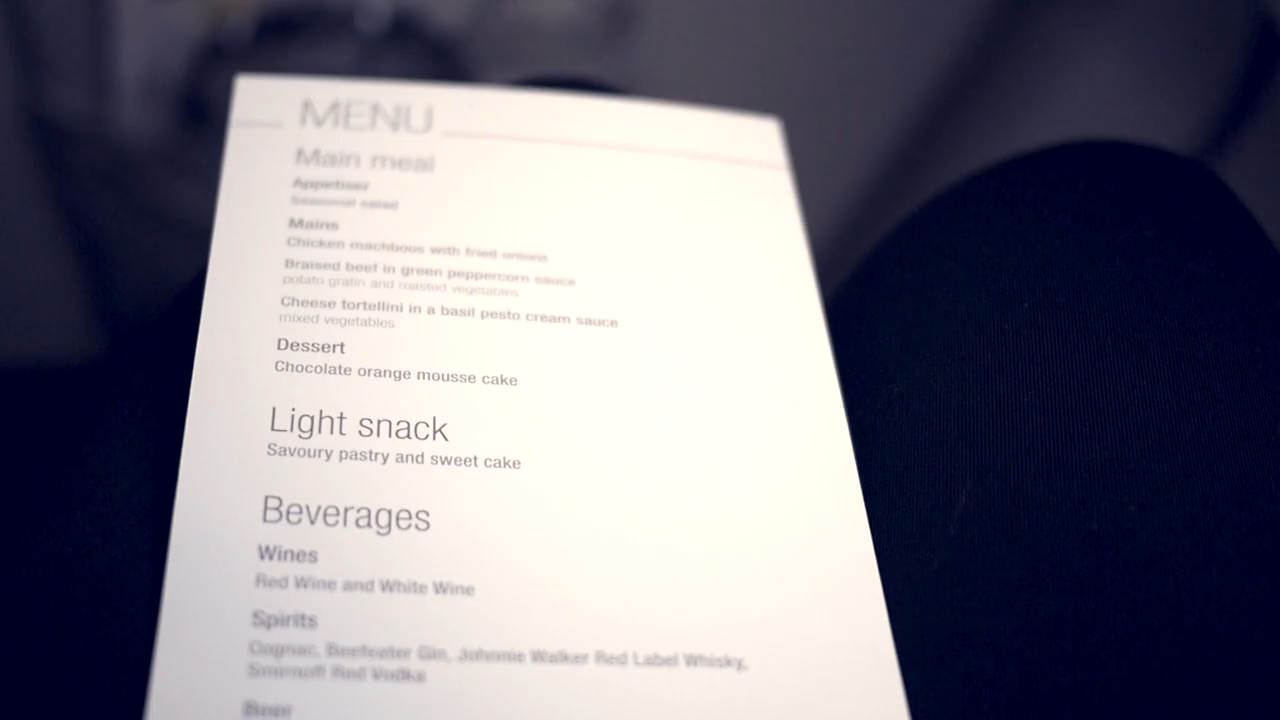 MENU
Main meal
Appetiser
Seasonal salad
Mains
Chicken machbous with fried onions
Braised beef in green peppercorn sauce
potato gratin and roasted vegetables
Cheese tortellini in a basil pesto cream sauce
mixed vegetables
Dessert
Chocolate orange mousse cake
Light snack
Savoury pastry and sweet cake
Beverages
Wines
Red Wine and White Wine
Spirits
Cognac, Beefeater Gin, Johnnie Walker Red Label Whisky,
Smirnoff Red Vodka
Beer